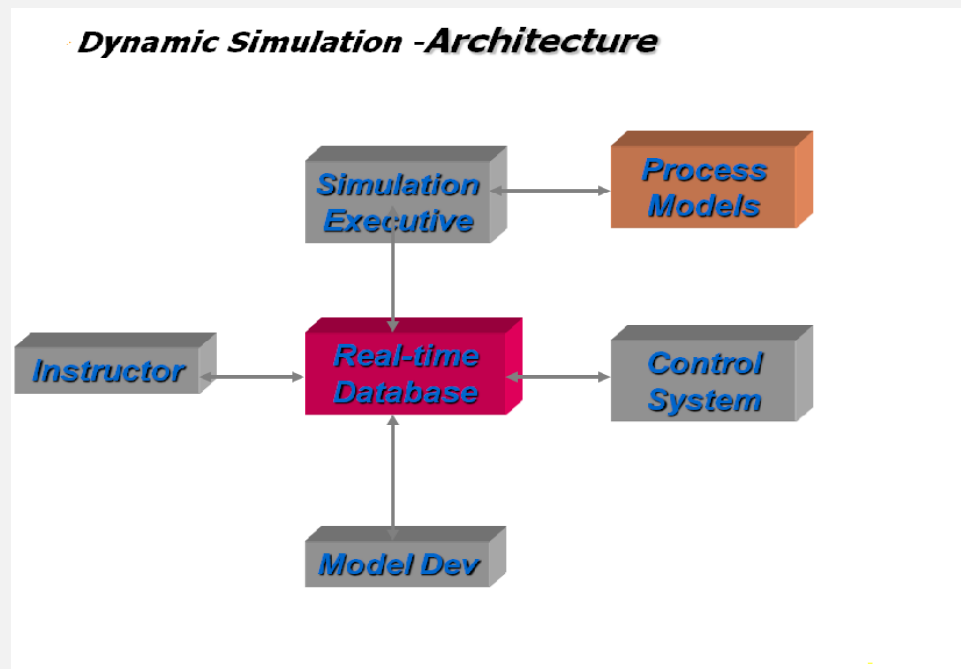 Dynamic Simulation -Architecture
Simulation
Executive
Process
Models
Instructor
Real-time
Database
Control
System
Model Dev